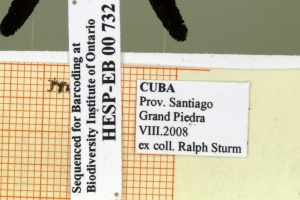 Sequenced for Barcoding at
Biodiversity Institute of Ontario
HESP-EB 00 732
CUBA
Prov. Santiago
Grand Piedra
VIII.2008
ex coll. Ralph Sturm